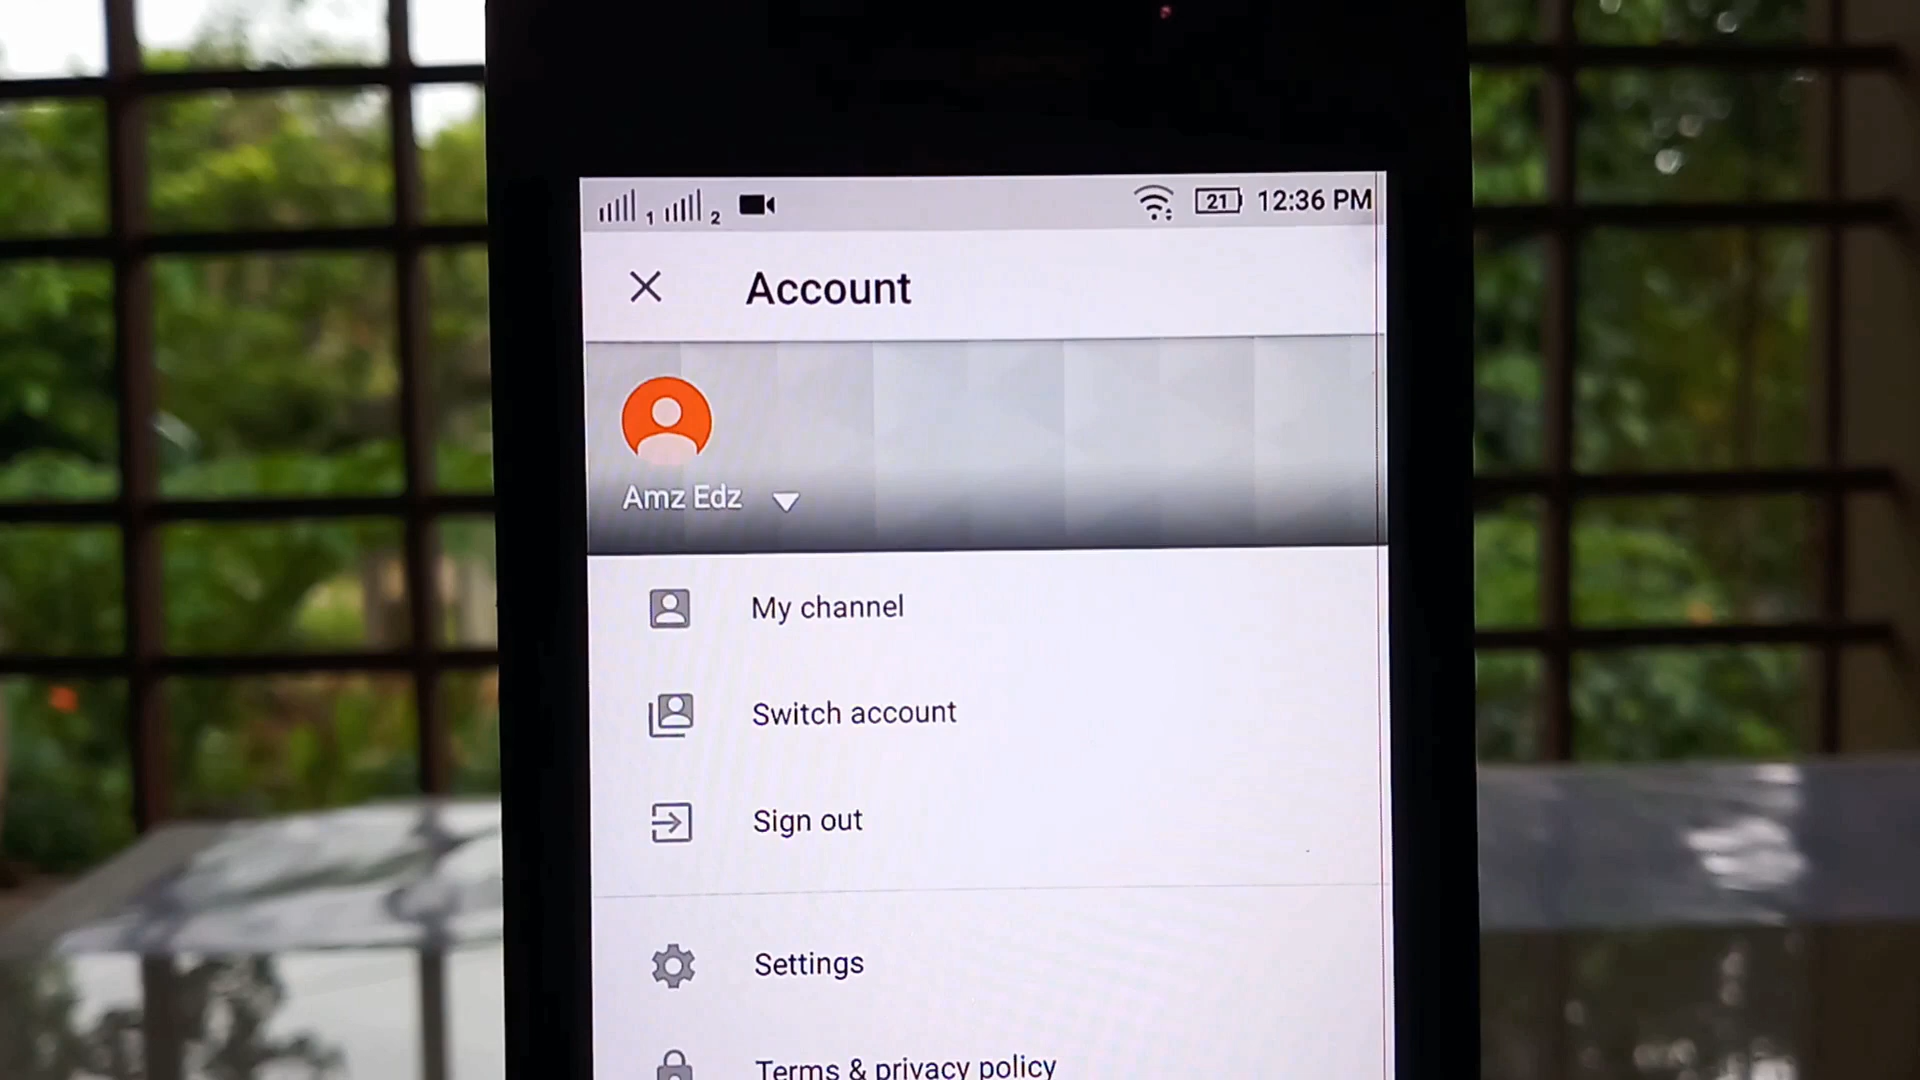 1 2 21 12:36 PM
Account
Amz Edz
My channel
Switch account
Sign out
Settings
Terms & privacy policy